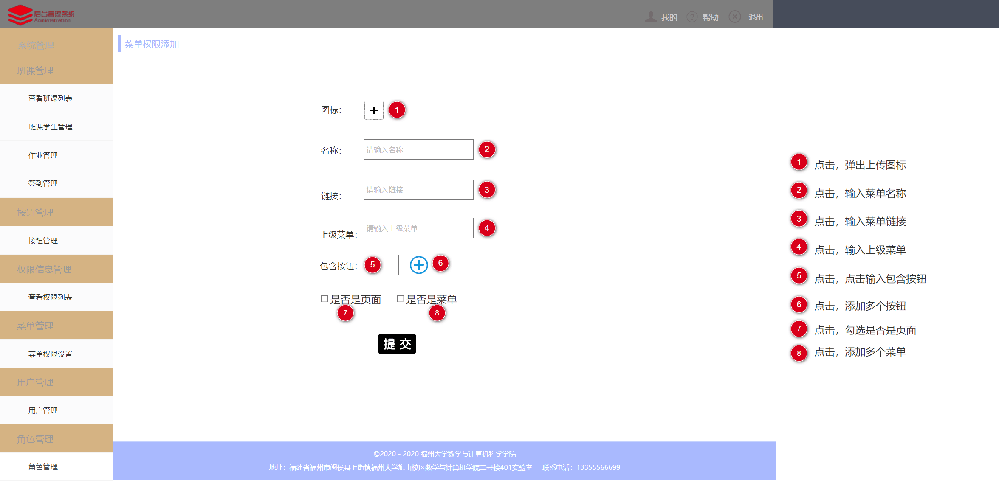 后台管理系统
Administration
我的
帮助
退出
系统管理
班课管理
查看班课列表
班课学生管理
作业管理
签到管理
按钮管理
按钮管理
权限信息管理
查看权限列表
菜单管理
菜单权限设置
用户管理
用户管理
角色管理
角色管理
菜单权限添加
图标： + 1
名称： 请输入名称 2
链接： 请输入链接 3
上级菜单： 请输入上级菜单 4
包含按钮： 5 6
是否是页面 是否是菜单
7 8
提 交
1 点击，弹出上传图标
2 点击，输入菜单名称
3 点击，输入菜单链接
4 点击，输入上级菜单
5 点击，点击输入包含按钮
6 点击，添加多个按钮
7 点击，勾选是否是页面
8 点击，添加多个菜单
©2020 - 2020 福州大学数学与计算机科学学院
地址：福建省福州市闽侯县上街镇福州大学旗山校区数学与计算机学院二号楼401实验室 联系电话：13355566699